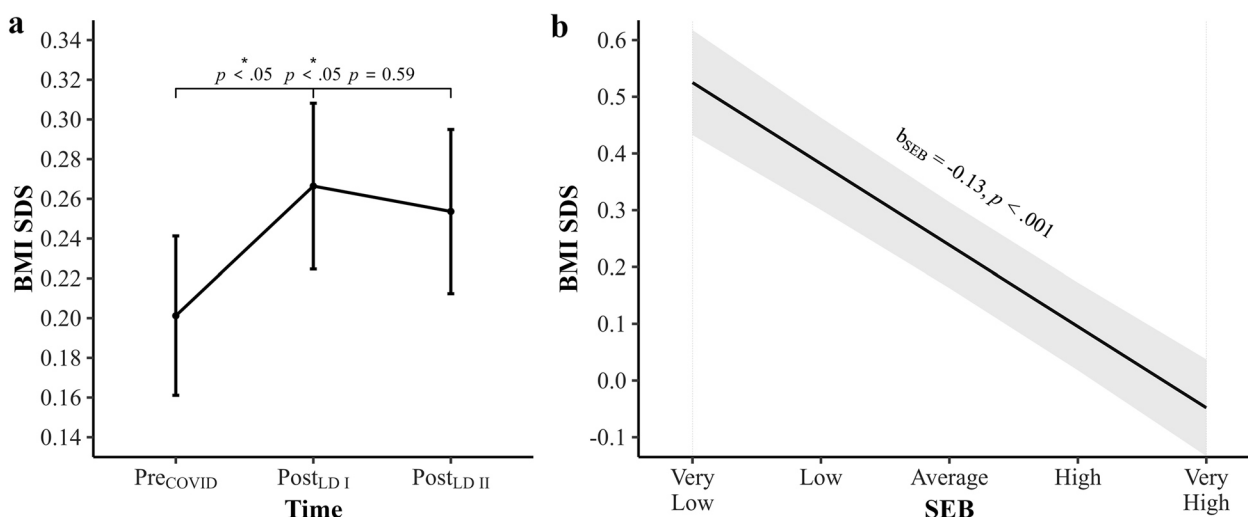 a
0.34
0.32
0.30
0.28
0.26
0.24
0.22
0.20
0.18
0.16
0.14
BMI SDS
* *
p < .05 p < .05 p = 0.59
PreCOVID PostLD I PostLD II
Time
b
0.6
0.5
0.4
0.3
0.2
0.1
0.0
-0.1
BMI SDS
bSEB = -0.13, p < .001
Very Low Average High Very
Low High
SEB